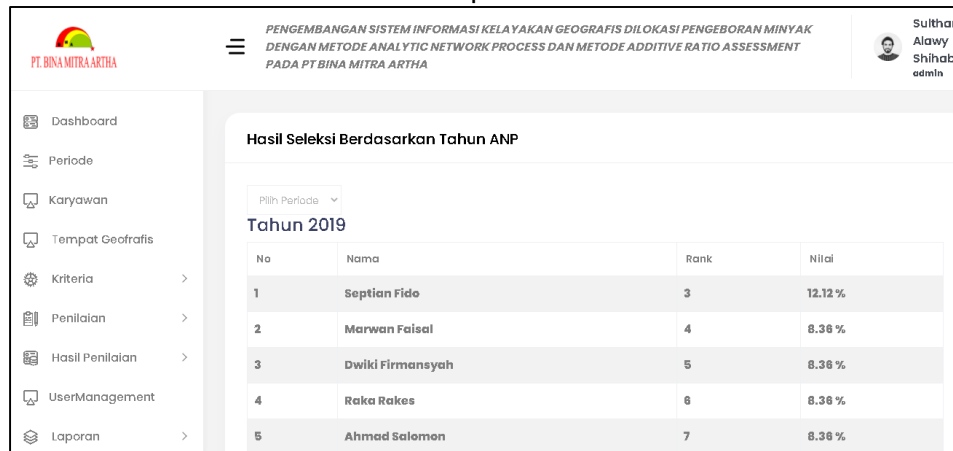 PT. BINA MITRA ARTHA
PENGEMBANGAN SISTEM INFORMASI KELAYAKAN GEOGRAFIS DILOKASI PENGEBORAN MINYAK
DENGAN METODE ANALYTIC NETWORK PROCESS DAN METODE ADDITIVE RATIO ASSESSMENT
PADA PT BINA MITRA ARTHA
Sulthan
Alawy
Shihab
admin
Dashboard
Periode
Karyawan
Tempat Geofrafis
Kriteria
Penilaian
Hasil Penilaian
UserManagement
Laporan
Hasil Seleksi Berdasarkan Tahun ANP
Pilih Periode
Tahun 2019
No Nama Rank Nilai
1 Septian Fido 3 12.12 %
2 Marwan Faisal 4 8.36 %
3 Dwiki Firmansyah 5 8.36 %
4 Raka Rakes 6 8.36 %
5 Ahmad Salomon 7 8.36 %